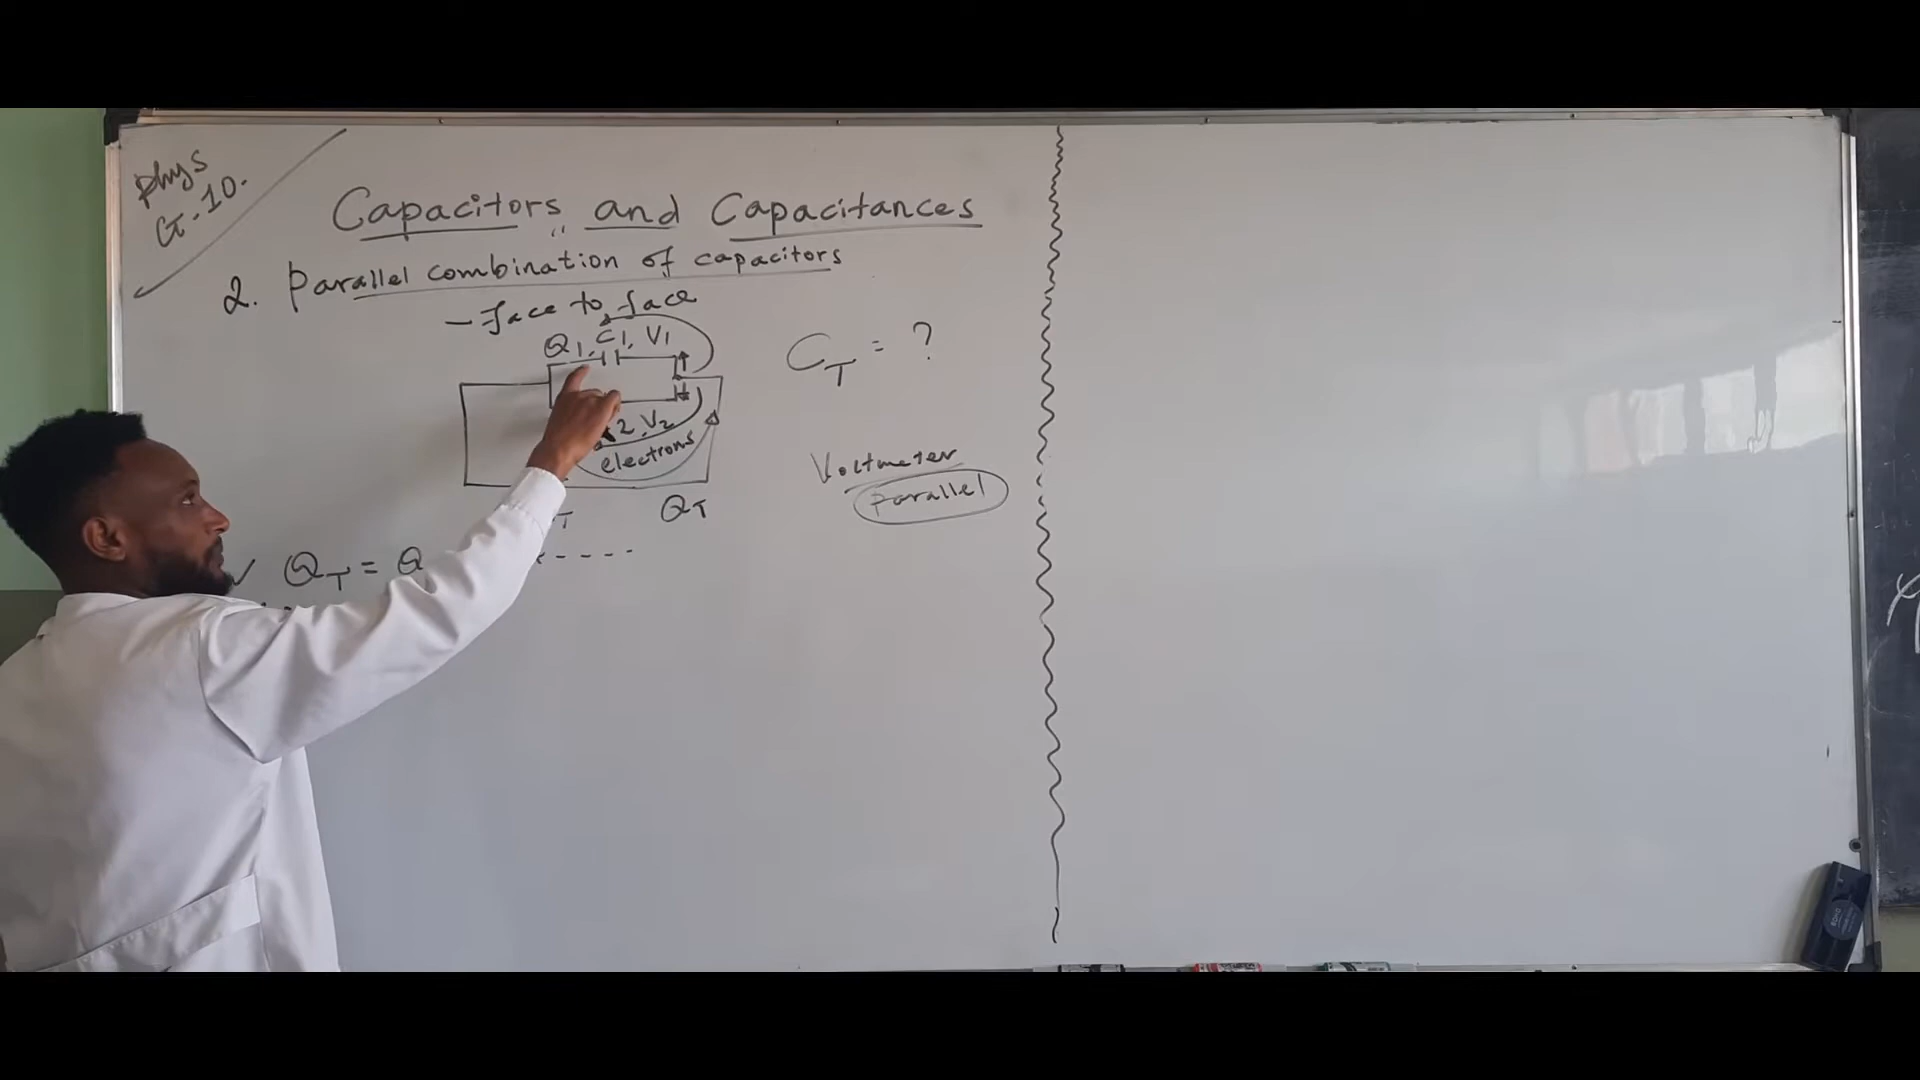 Phys
G-10.
Capacitors and Capacitances
2. Parallel combination of capacitors
- Face to face
Q1, C1, V1
CT = ?
2, V2
electrons
Voltmeter
parallel
T
QT
✓ QT = Q